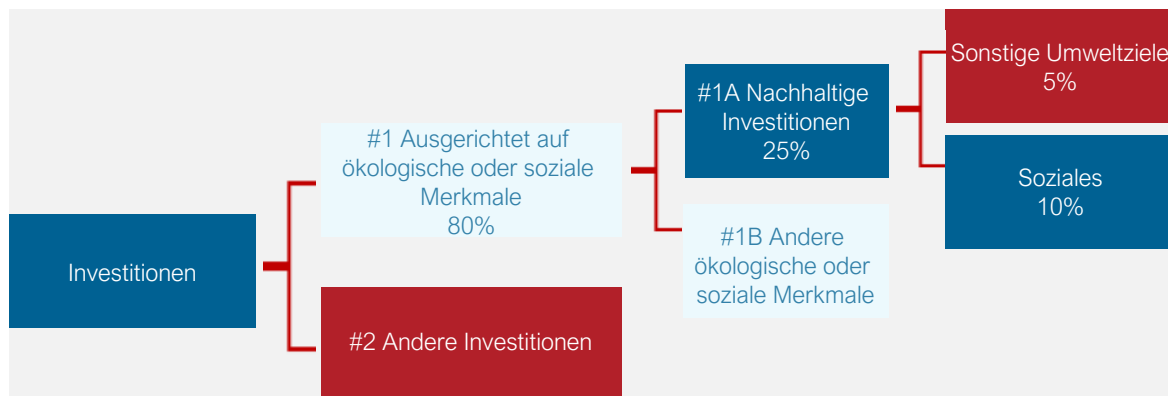 Investitionen
#1 Ausgerichtet auf
ökologische oder soziale
Merkmale
80%
#2 Andere Investitionen
#1A Nachhaltige
Investitionen
25%
#1B Andere
ökologische oder
soziale Merkmale
Sonstige Umweltziele
5%
Soziales
10%